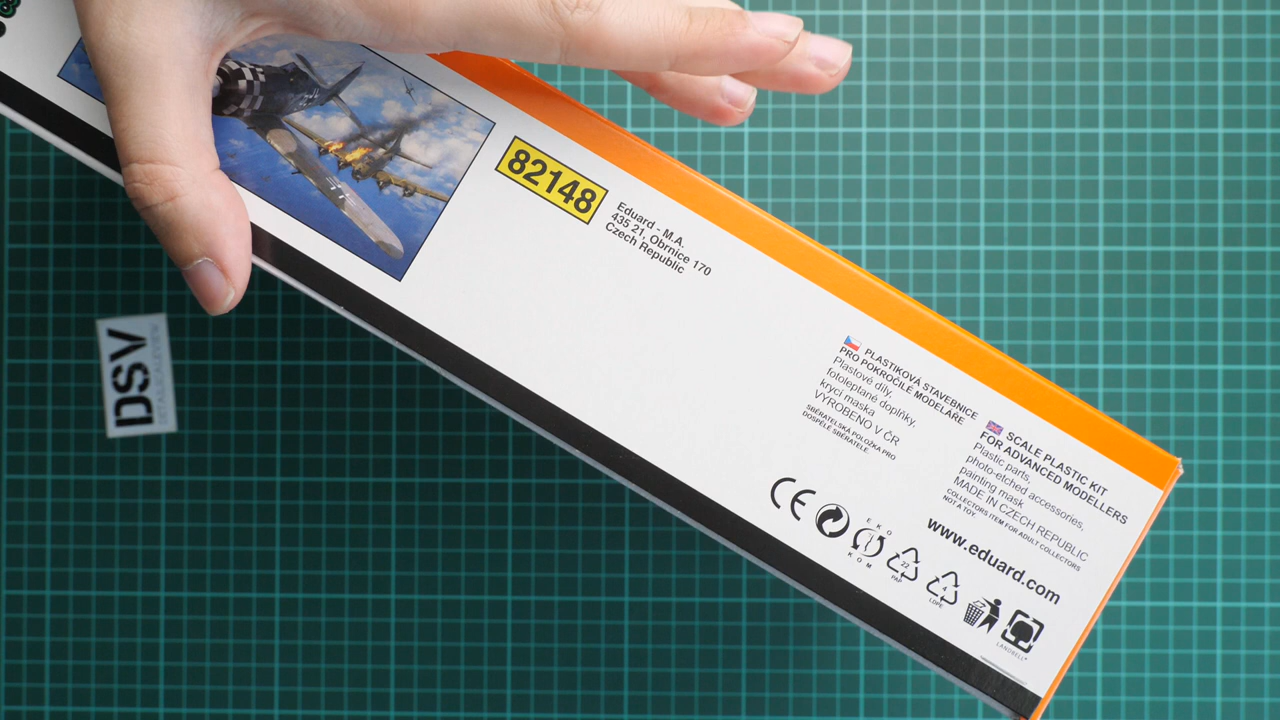 82148
Eduard - M.A.
435 21, Obrnice 170
Czech Republic
PLASTIKOVÁ STAVEBNICE
PRO POKROČILÉ MODELÁŘE
Plastové díly,
fotoleptané doplňky,
krycí maska
VYROBENO V ČR
SBĚRATELSKÁ POLOŽKA PRO
DOSPĚLÉ SBĚRATELE.
SCALE PLASTIC KIT
FOR ADVANCED MODELLERS
Plastic parts,
photo-etched accessories,
painting mask
MADE IN CZECH REPUBLIC
COLLECTORS ITEM FOR ADULT COLLECTORS
NOT A TOY
www.eduard.com
CE
EKO
KOM
22
PAP
4
LDPE
LANDBELL
DSV